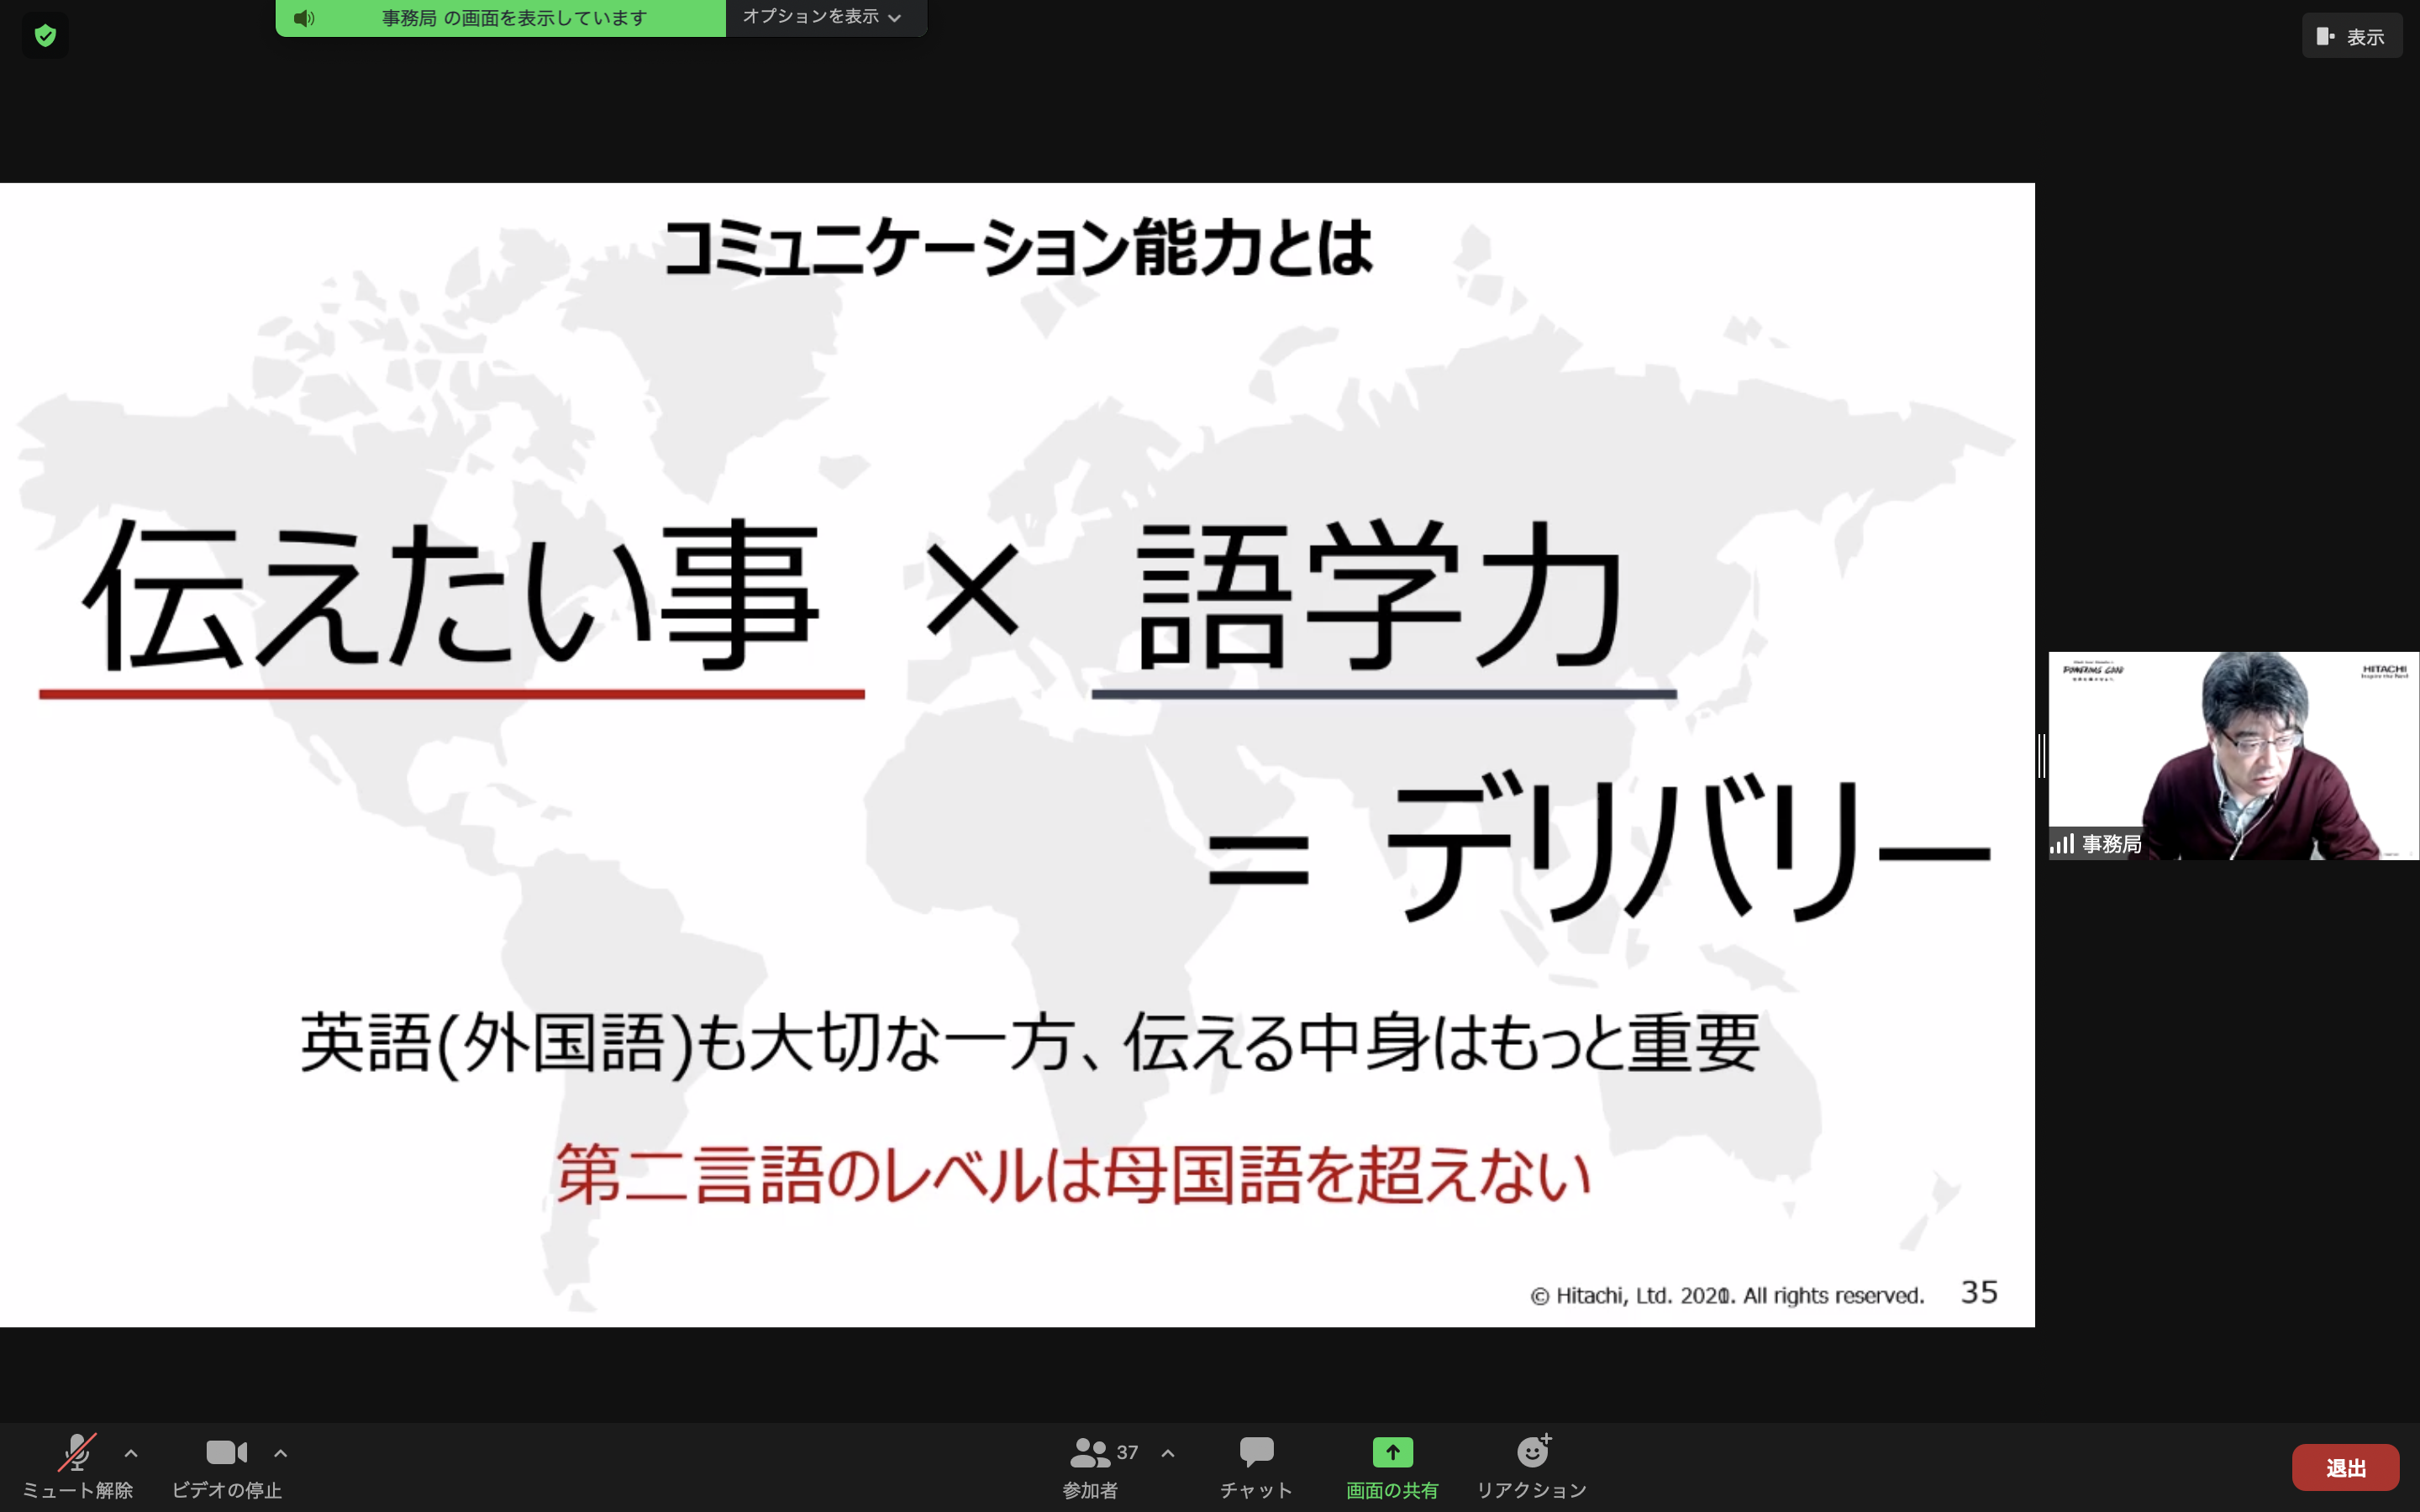 事務局 の画面を表示しています
オプションを表示
表示
コミュニケーション能力とは
伝えたい事 × 語学力
= デリバリー
英語(外国語)も大切な一方、伝える中身はもっと重要
第二言語のレベルは母国語を超えない
© Hitachi, Ltd. All rights reserved. 35
POWERING GOOD
HITACHI
Inspire the Next
事務局
ミュート解除
ビデオの停止
37
参加者
チャット
画面の共有
リアクション
退出